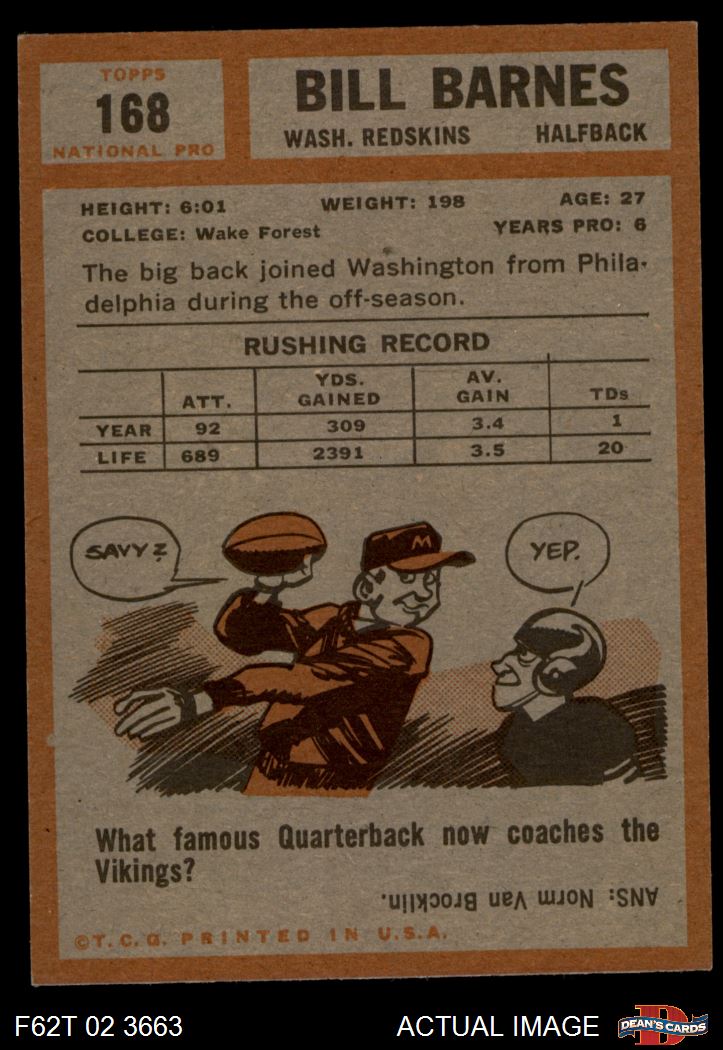 TOPPS
168
NATIONAL PRO
BILL BARNES
WASH. REDSKINS HALFBACK
HEIGHT: 6:01 WEIGHT: 198 AGE: 27
COLLEGE: Wake Forest YEARS PRO: 6
The big back joined Washington from Phila-
delphia during the off-season.
RUSHING RECORD
ATT. YDS. GAINED AV. GAIN TDs
YEAR 92 309 3.4 1
LIFE 689 2391 3.5 20
SAVY?
M
YEP.
What famous Quarterback now coaches the
Vikings?
ANS: Norm Van Brocklin.
©T.C.G. PRINTED IN U.S.A.
F62T 02 3663 ACTUAL IMAGE
D
DEAN'S CARDS